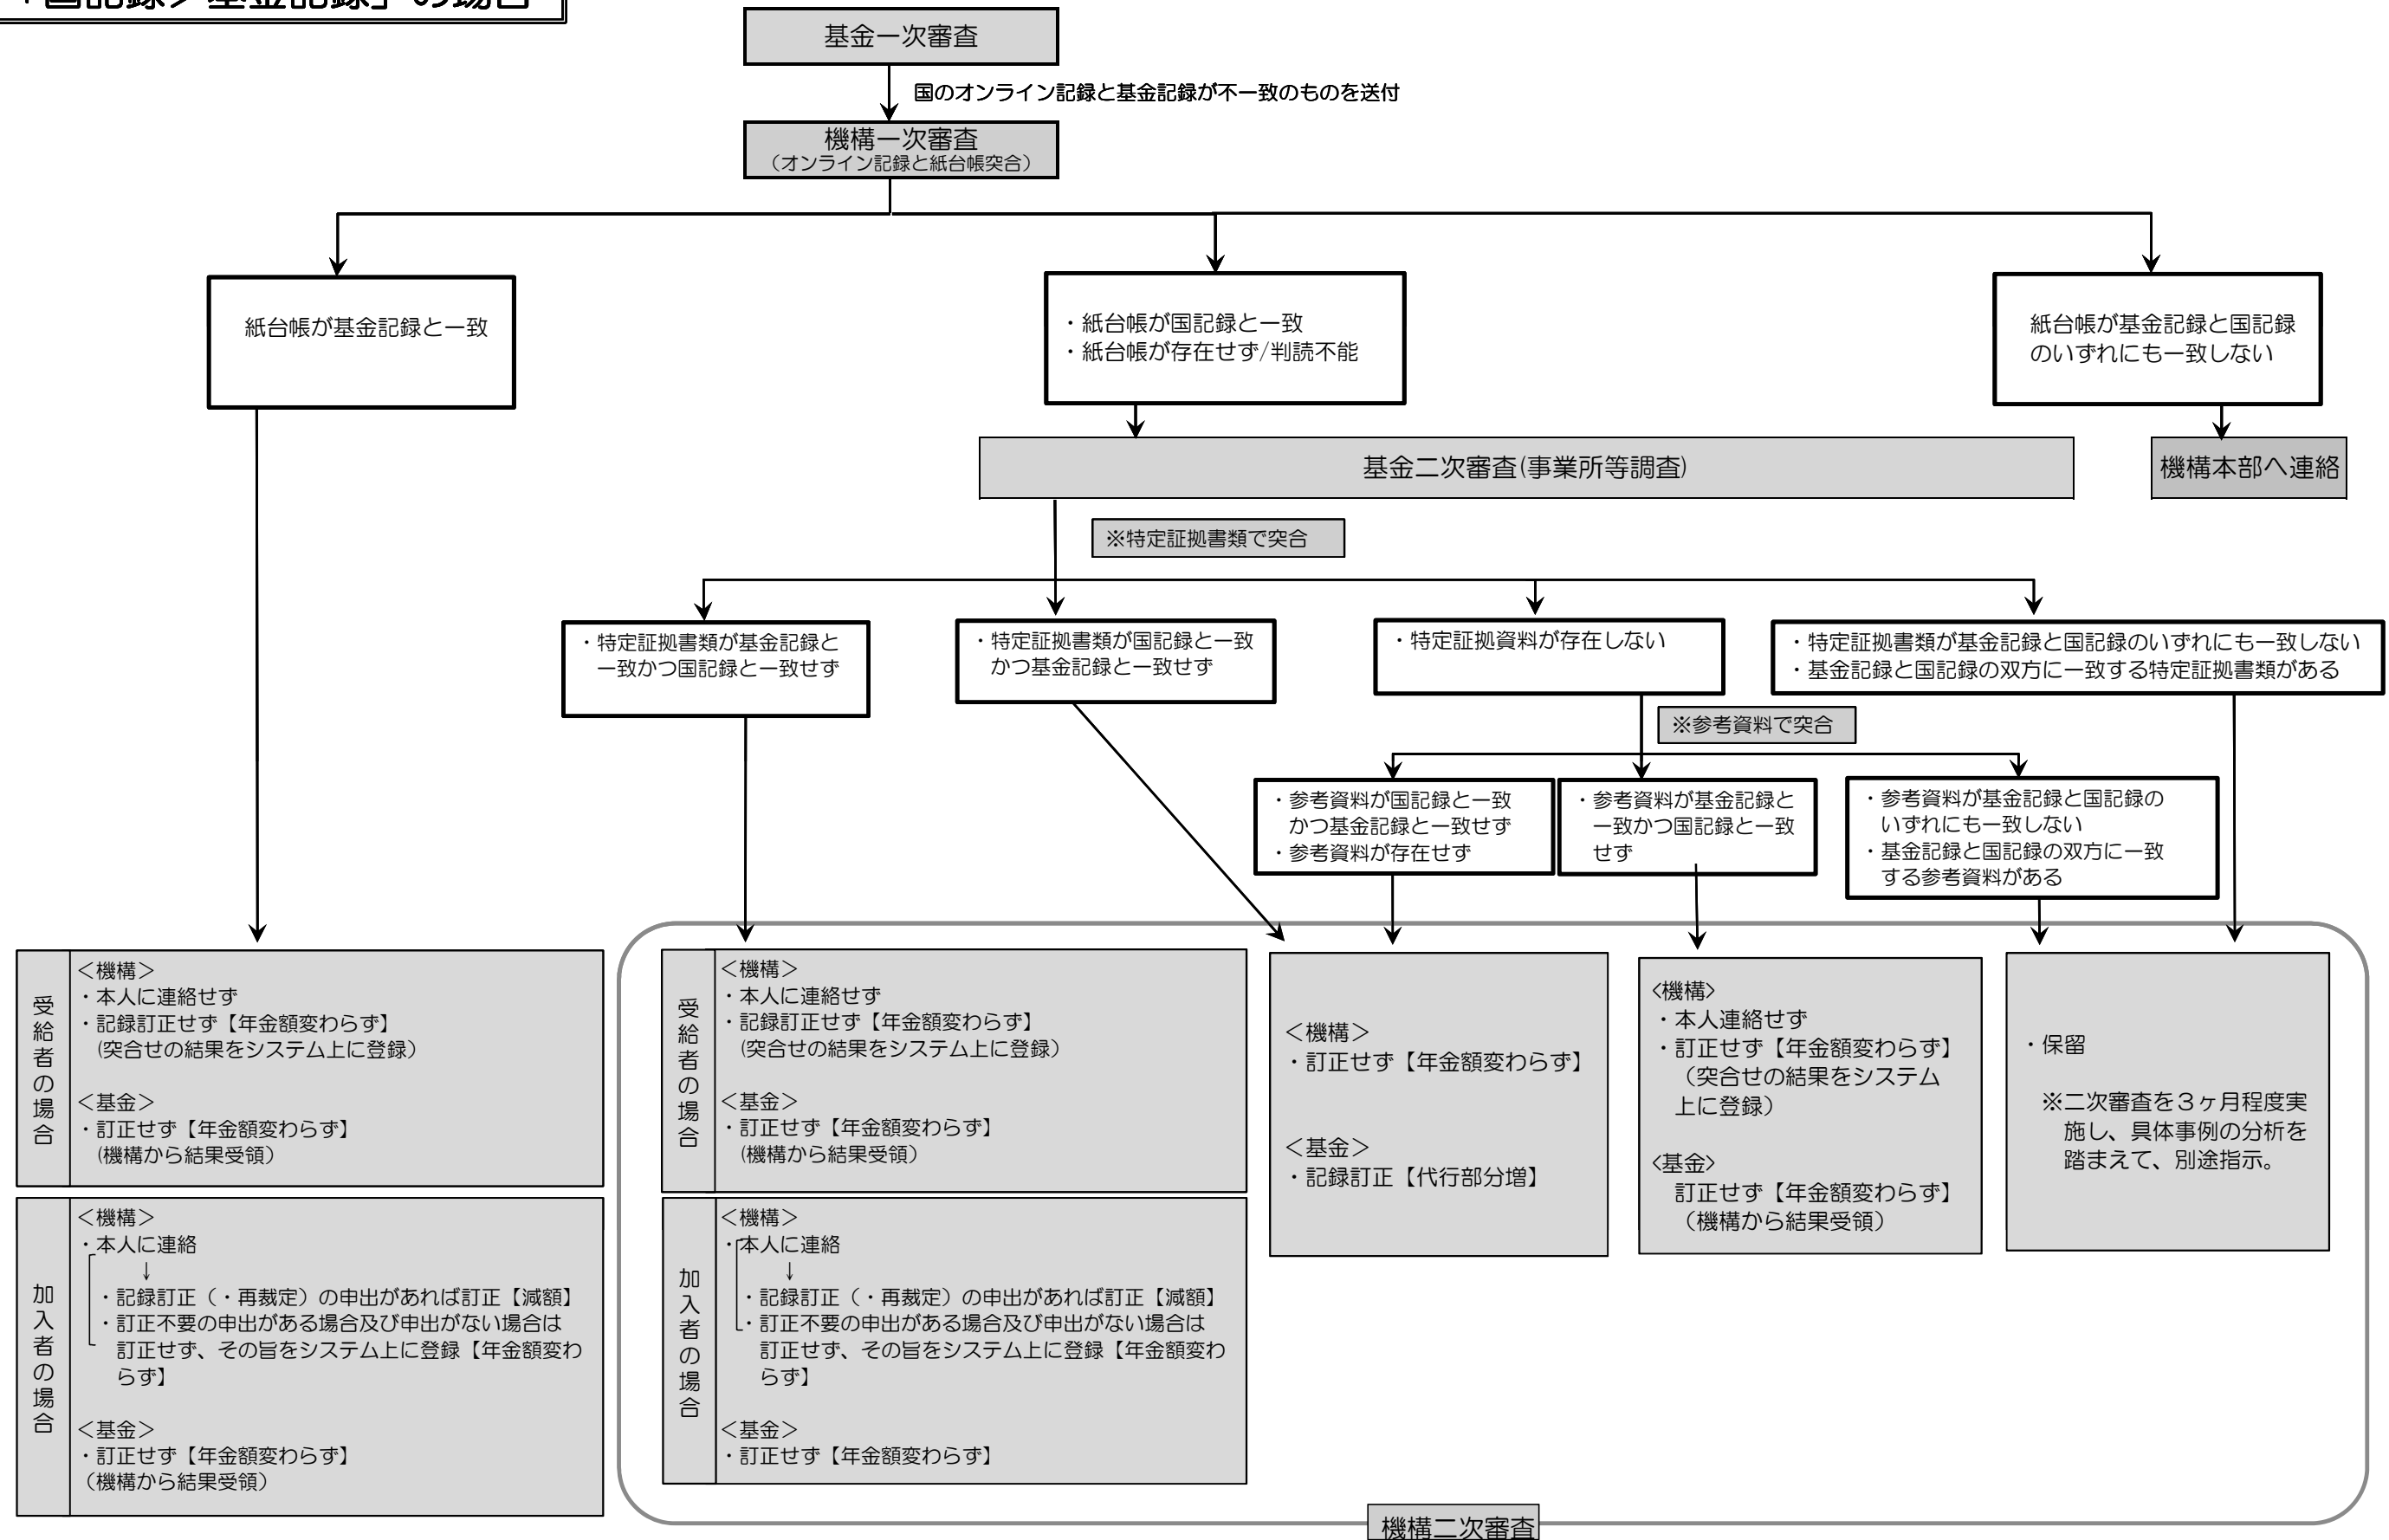 「国記録＞基金記録」の場合
基金一次審査
国のオンライン記録と基金記録が不一致のものを送付
機構一次審査
（オンライン記録と紙台帳突合）
紙台帳が基金記録と一致
・紙台帳が国記録と一致
・紙台帳が存在せず/判読不能
紙台帳が基金記録と国記録
のいずれにも一致しない
基金二次審査(事業所等調査)
機構本部へ連絡
※特定証拠書類で突合
・特定証拠書類が基金記録と
一致かつ国記録と一致せず
・特定証拠書類が国記録と一致
かつ基金記録と一致せず
・特定証拠資料が存在しない
・特定証拠書類が基金記録と国記録のいずれにも一致しない
・基金記録と国記録の双方に一致する特定証拠書類がある
※参考資料で突合
・参考資料が国記録と一致
かつ基金記録と一致せず
・参考資料が存在せず
・参考資料が基金記録と
一致かつ国記録と一致
せず
・参考資料が基金記録と国記録の
いずれにも一致しない
・基金記録と国記録の双方に一致
する参考資料がある
受給者の場合
＜機構＞
・本人に連絡せず
・記録訂正せず【年金額変わらず】
(突合せの結果をシステム上に登録）
＜基金＞
・訂正せず【年金額変わらず】
(機構から結果受領）
加入者の場合
＜機構＞
・本人に連絡
↓
・記録訂正（・再裁定）の申出があれば訂正【減額】
・訂正不要の申出がある場合及び申出がない場合は
訂正せず、その旨をシステム上に登録【年金額変わ
らず】
＜基金＞
・訂正せず【年金額変わらず】
（機構から結果受領）
受給者の場合
＜機構＞
・本人に連絡せず
・記録訂正せず【年金額変わらず】
(突合せの結果をシステム上に登録）
＜基金＞
・訂正せず【年金額変わらず】
(機構から結果受領）
加入者の場合
＜機構＞
・本人に連絡
↓
・記録訂正（・再裁定）の申出があれば訂正【減額】
・訂正不要の申出がある場合及び申出がない場合は
訂正せず、その旨をシステム上に登録【年金額変わ
らず】
＜基金＞
・訂正せず【年金額変わらず】
＜機構＞
・訂正せず【年金額変わらず】
＜基金＞
・記録訂正【代行部分増】
<機構>
・本人連絡せず
・訂正せず【年金額変わらず】
（突合せの結果をシステム
上に登録）
<基金>
訂正せず【年金額変わらず】
（機構から結果受領）
・保留
※二次審査を３ヶ月程度実
施し、具体事例の分析を
踏まえて、別途指示。
機構二次審査